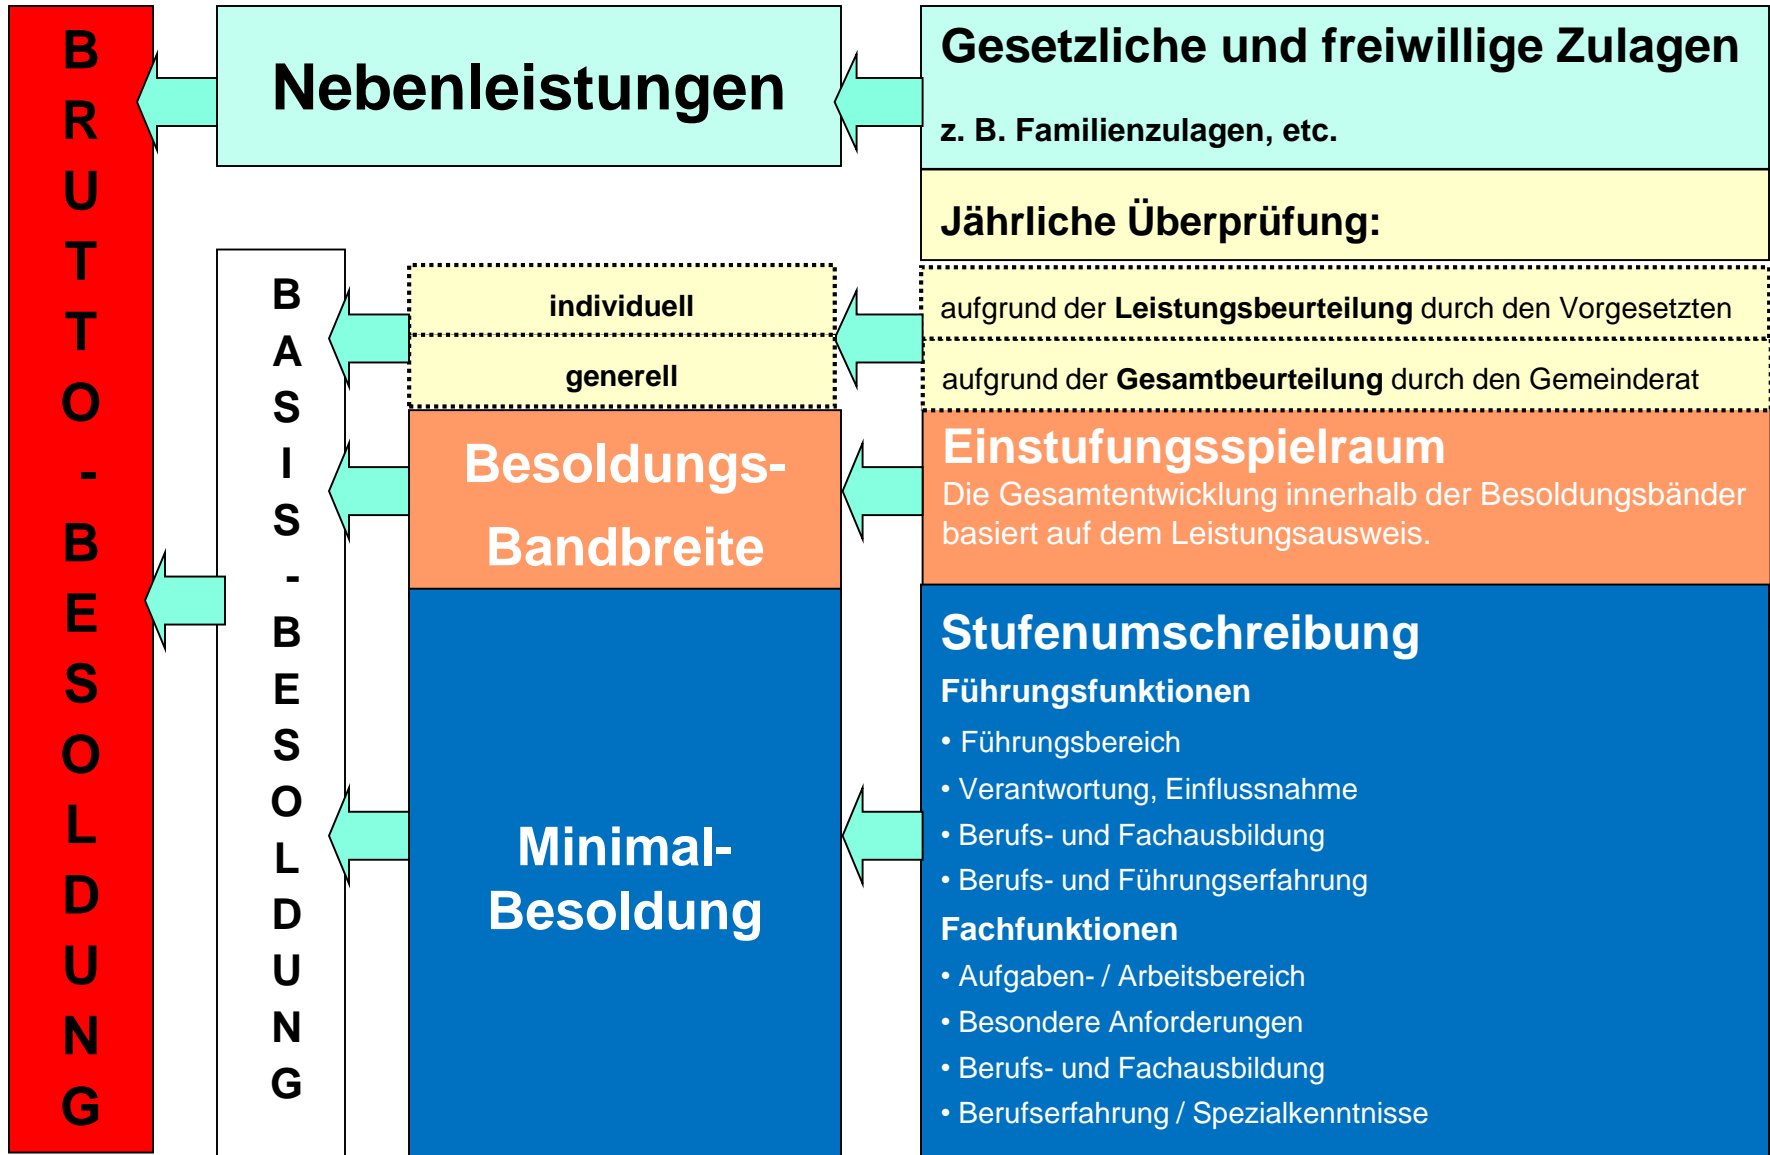 BRUTTO-BESOLDUNG
Nebenleistungen
Gesetzliche und freiwillige Zulagen
z. B. Familienzulagen, etc.
Jährliche Überprüfung:
BASIS-BESOLDUNG
individuell
aufgrund der Leistungsbeurteilung durch den Vorgesetzten
generell
aufgrund der Gesamtbeurteilung durch den Gemeinderat
Besoldungs-
Bandbreite
Einstufungsspielraum
Die Gesamtentwicklung innerhalb der Besoldungsbänder
basiert auf dem Leistungsausweis.
Minimal-
Besoldung
Stufenumschreibung
Führungsfunktionen
• Führungsbereich
• Verantwortung, Einflussnahme
• Berufs- und Fachausbildung
• Berufs- und Führungserfahrung
Fachfunktionen
• Aufgaben- / Arbeitsbereich
• Besondere Anforderungen
• Berufs- und Fachausbildung
• Berufserfahrung / Spezialkenntnisse